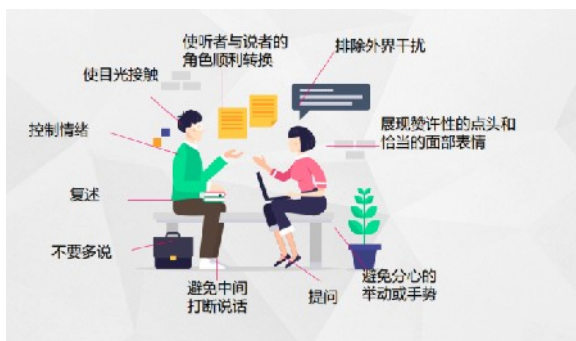 使听者与说者的
角色顺利转换
排除外界干扰
使目光接触
控制情绪
展现赞许性的点头和
恰当的面部表情
复述
不要多说
避免中间
打断说话
提问
避免分心的
举动或手势